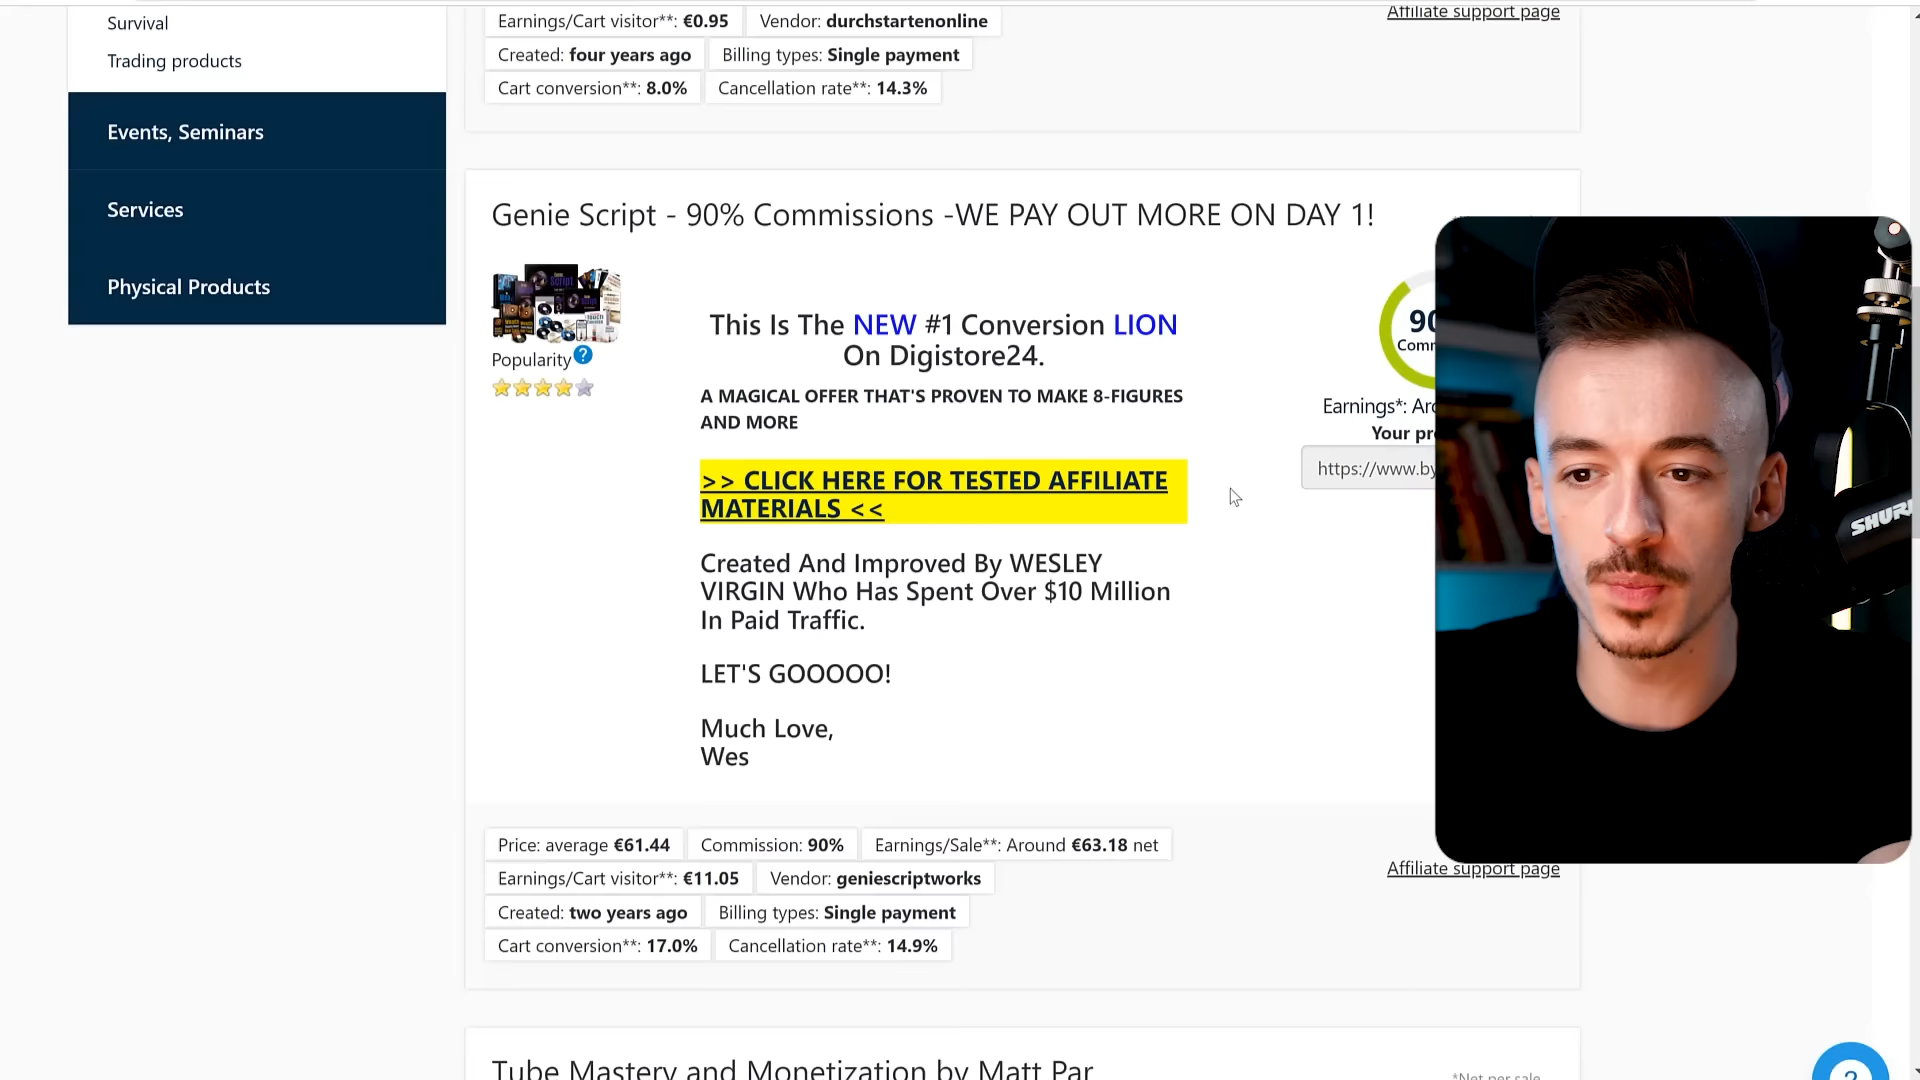 Survival
Trading products
Events, Seminars
Services
Physical Products
Earnings/Cart visitor**: €0.95
Vendor: durchstartenonline
Affiliate support page
Created: four years ago
Billing types: Single payment
Cart conversion**: 8.0%
Cancellation rate**: 14.3%
Genie Script - 90% Commissions -WE PAY OUT MORE ON DAY 1!
Popularity ?
This Is The NEW #1 Conversion LION
On Digistore24.
A MAGICAL OFFER THAT'S PROVEN TO MAKE 8-FIGURES
AND MORE
>> CLICK HERE FOR TESTED AFFILIATE
MATERIALS <<
Created And Improved By WESLEY
VIRGIN Who Has Spent Over $10 Million
In Paid Traffic.
LET'S GOOOOO!
Much Love,
Wes
Earnings*:
Your
https://www.by
SHURE
Price: average €61.44
Commission: 90%
Earnings/Sale**: Around €63.18 net
Earnings/Cart visitor**: €11.05
Vendor: geniescriptworks
Affiliate support page
Created: two years ago
Billing types: Single payment
Cart conversion**: 17.0%
Cancellation rate**: 14.9%
Tube Mastery and Monetization by Matt Par
*Net per sale
?